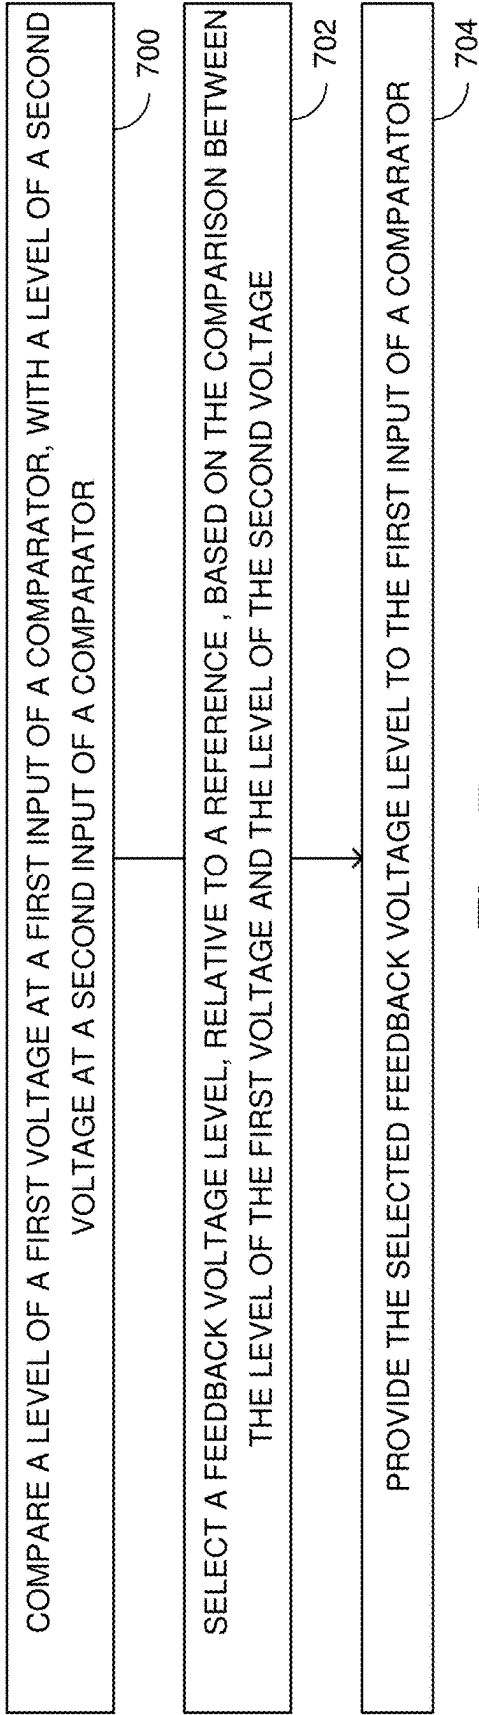 COMPARE A LEVEL OF A FIRST VOLTAGE AT A FIRST INPUT OF A COMPARATOR, WITH A LEVEL OF A SECOND
VOLTAGE AT A SECOND INPUT OF A COMPARATOR
700
SELECT A FEEDBACK VOLTAGE LEVEL, RELATIVE TO A REFERENCE , BASED ON THE COMPARISON BETWEEN
THE LEVEL OF THE FIRST VOLTAGE AND THE LEVEL OF THE SECOND VOLTAGE
702
PROVIDE THE SELECTED FEEDBACK VOLTAGE LEVEL TO THE FIRST INPUT OF A COMPARATOR
704